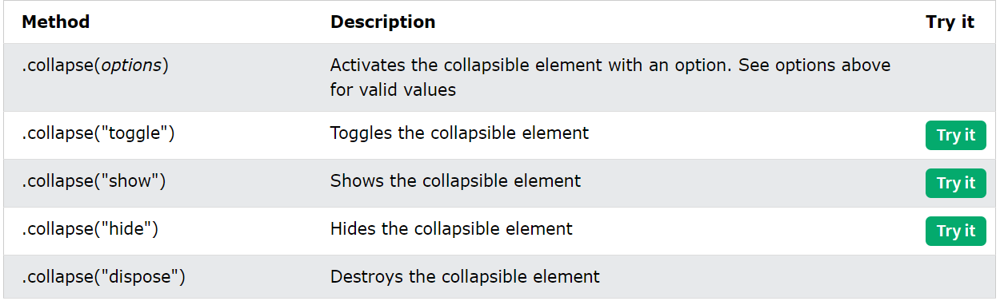 Method Description Try it
.collapse(options) Activates the collapsible element with an option. See options above
for valid values
.collapse("toggle") Toggles the collapsible element Try it
.collapse("show") Shows the collapsible element Try it
.collapse("hide") Hides the collapsible element Try it
.collapse("dispose") Destroys the collapsible element